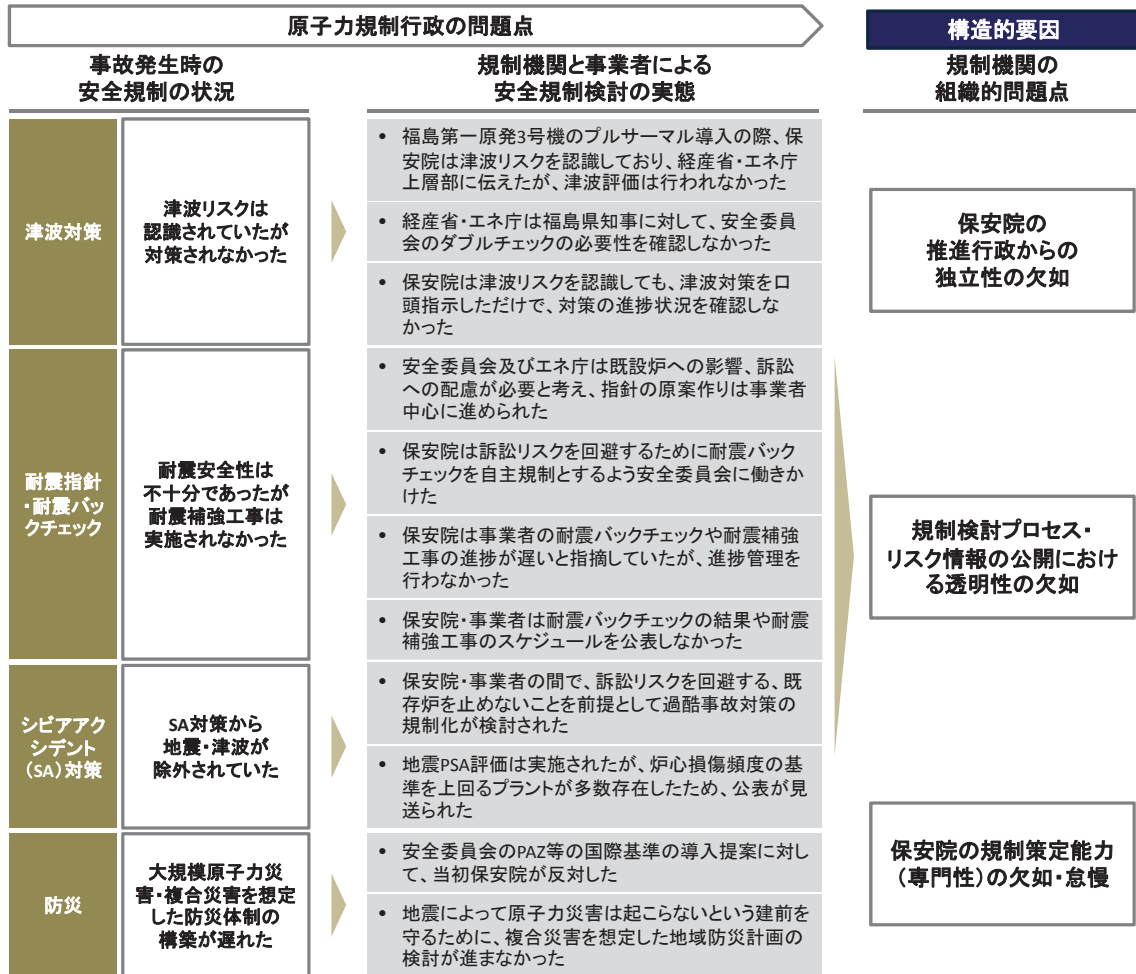 原子力規制行政の問題点
構造的要因
事故発生時の
安全規制の状況
規制機関と事業者による
安全規制検討の実態
規制機関の
組織的問題点
津波対策
津波リスクは
認識されていたが
対策されなかった
• 福島第一原発3号機のプルサーマル導入の際、保
安院は津波リスクを認識しており、経産省・エネ庁
上層部に伝えたが、津波評価は行われなかった
• 経産省・エネ庁は福島県知事に対して、安全委員
会のダブルチェックの必要性を確認しなかった
• 保安院は津波リスクを認識しても、津波対策を口
頭指示しただけで、対策の進捗状況を確認しな
かった
耐震指針
・耐震バッ
クチェック
耐震安全性は
不十分であったが
耐震補強工事は
実施されなかった
• 安全委員会及びエネ庁は既設炉への影響、訴訟
への配慮が必要と考え、指針の原案作りは事業者
中心に進められた
• 保安院は訴訟リスクを回避するために耐震バック
チェックを自主規制とするよう安全委員会に働きか
けた
• 保安院は事業者の耐震バックチェックや耐震補強
工事の進捗が遅いと指摘していたが、進捗管理を
行わなかった
• 保安院・事業者は耐震バックチェックの結果や耐震
補強工事のスケジュールを公表しなかった
シビアアク
シデント
（SA）対策
SA対策から
地震・津波が
除外されていた
• 保安院・事業者の間で、訴訟リスクを回避する、既
存炉を止めないことを前提として過酷事故対策の
規制化が検討された
• 地震PSA評価は実施されたが、炉心損傷頻度の基
準を上回るプラントが多数存在したため、公表が見
送られた
防災
大規模原子力災
害・複合災害を想定
した防災体制の
構築が遅れた
• 安全委員会のPAZ等の国際基準の導入提案に対し
て、当初保安院が反対した
• 地震によって原子力災害は起こらないという建前を
守るために、複合災害を想定した地域防災計画の
検討が進まなかった
保安院の
推進行政からの
独立性の欠如
規制検討プロセス・
リスク情報の公開におけ
る透明性の欠如
保安院の規制策定能力
（専門性）の欠如・怠慢